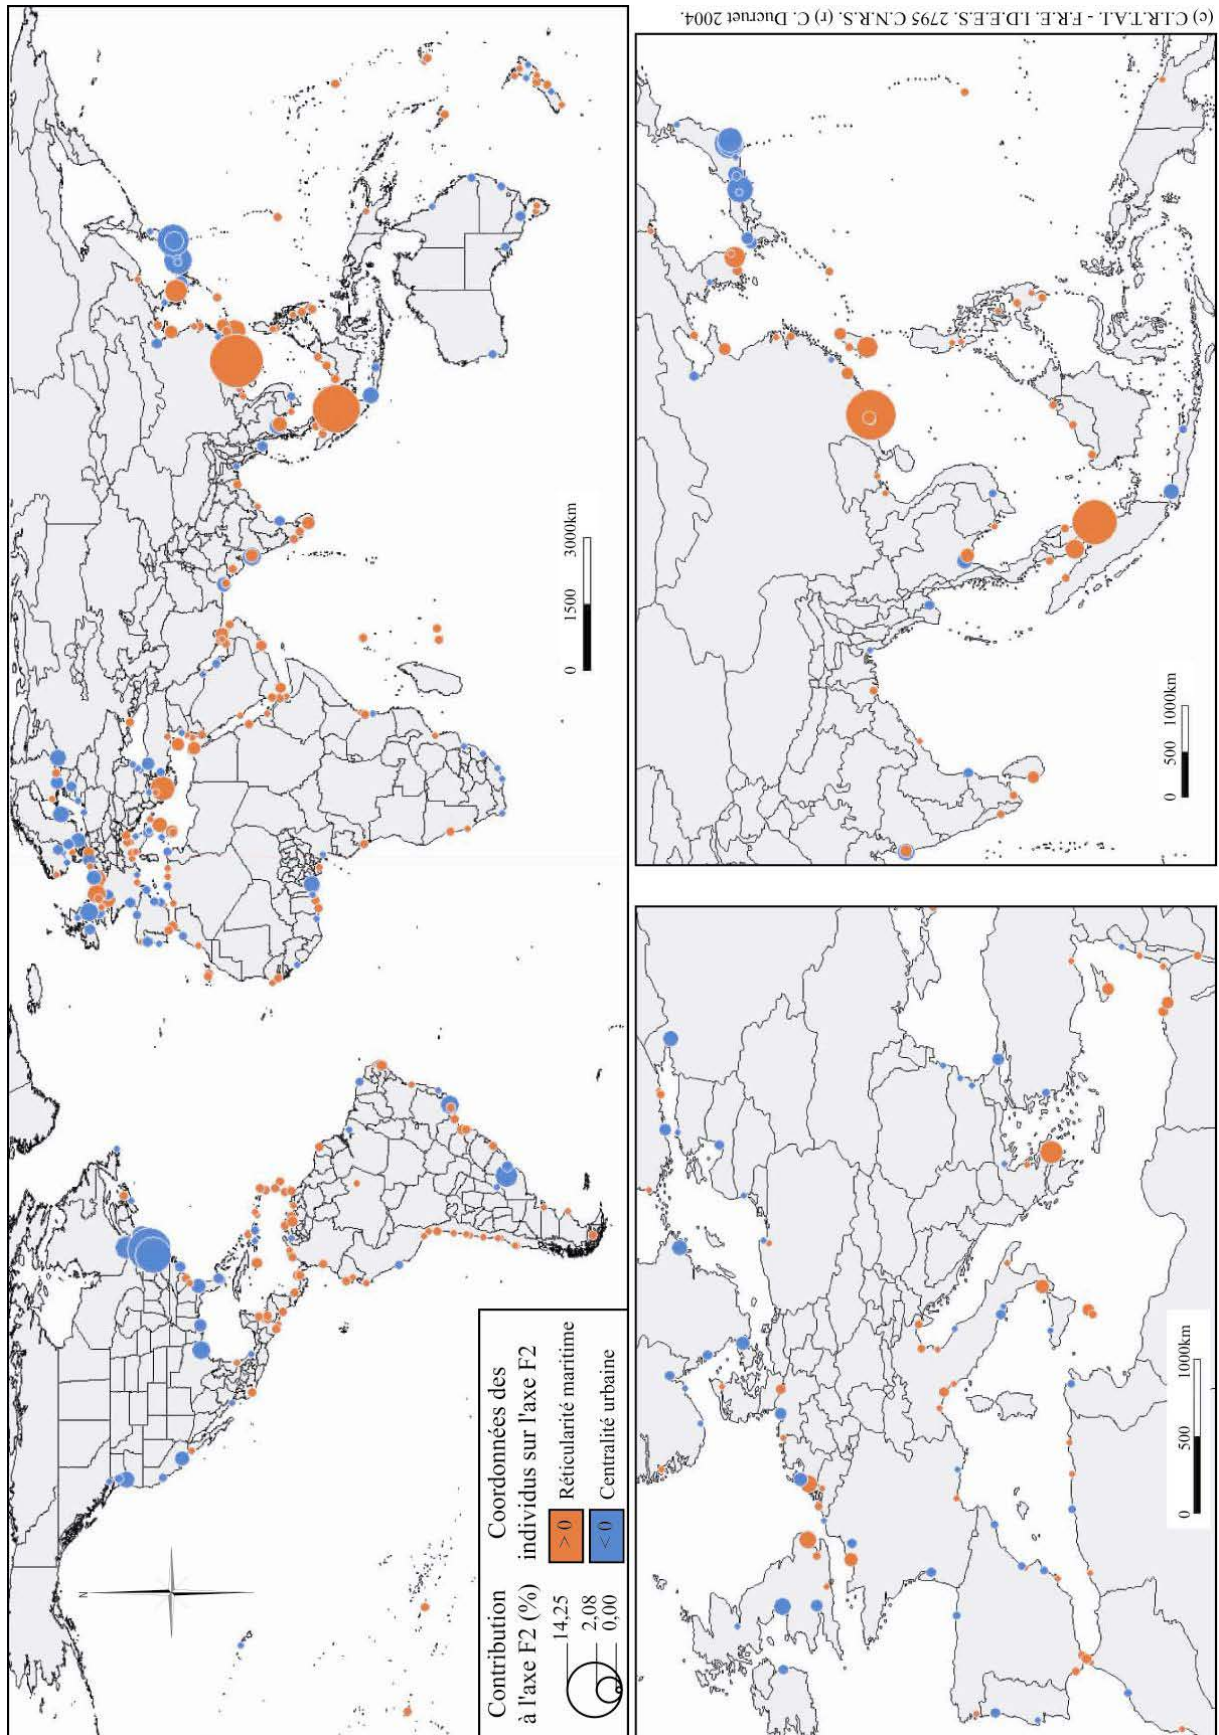 N
Contribution
à l'axe F2 (%)
14,25
2,08
0,00
Coordonnées des
individus sur l'axe F2
> 0 Réticularité maritime
< 0 Centralité urbaine
0 1500 3000km
0 500 1000km
0 500 1000km
(c) C.I.R.T.A.I. - F.R.E. I.D.E.E.S. 2795 C.N.R.S. (r) C. Ducruet 2004.